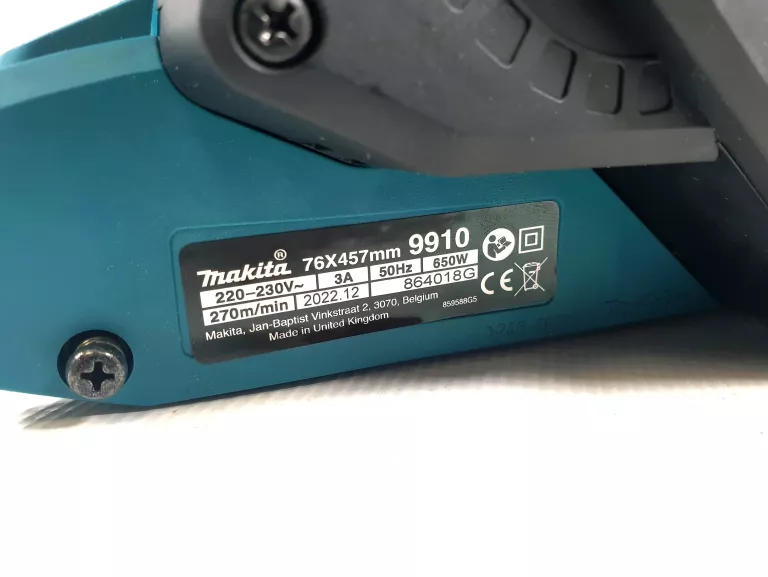 makita® 76X457mm 9910
220–230V~ 3A 50Hz 650W
270m/min 2022.12 864018G
Makita, Jan-Baptist Vinkstraat 2, 3070, Belgium 859588G5
Made in United Kingdom
CE